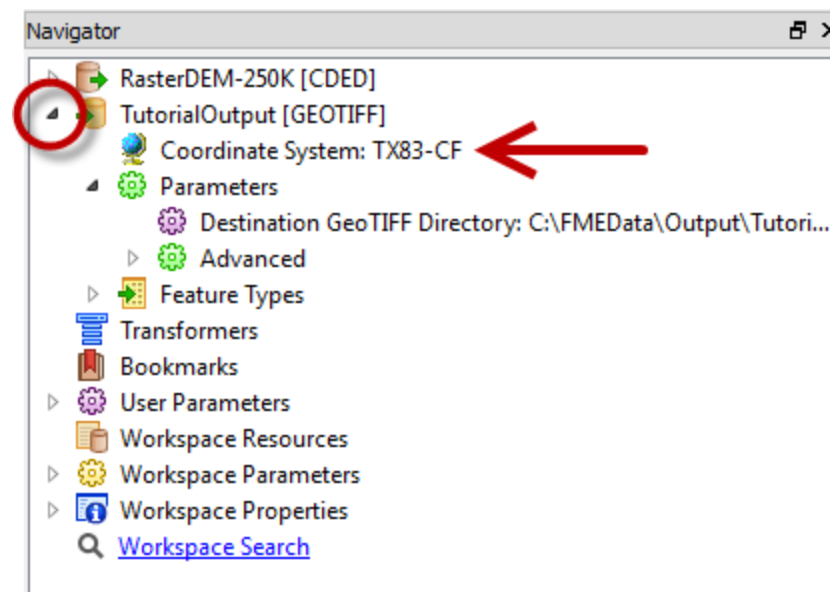 Navigator
RasterDEM-250K [CDED]
TutorialOutput [GEOTIFF]
Coordinate System: TX83-CF
Parameters
Destination GeoTIFF Directory: C:\FMEData\Output\Tutori...
Advanced
Feature Types
Transformers
Bookmarks
User Parameters
Workspace Resources
Workspace Parameters
Workspace Properties
Workspace Search